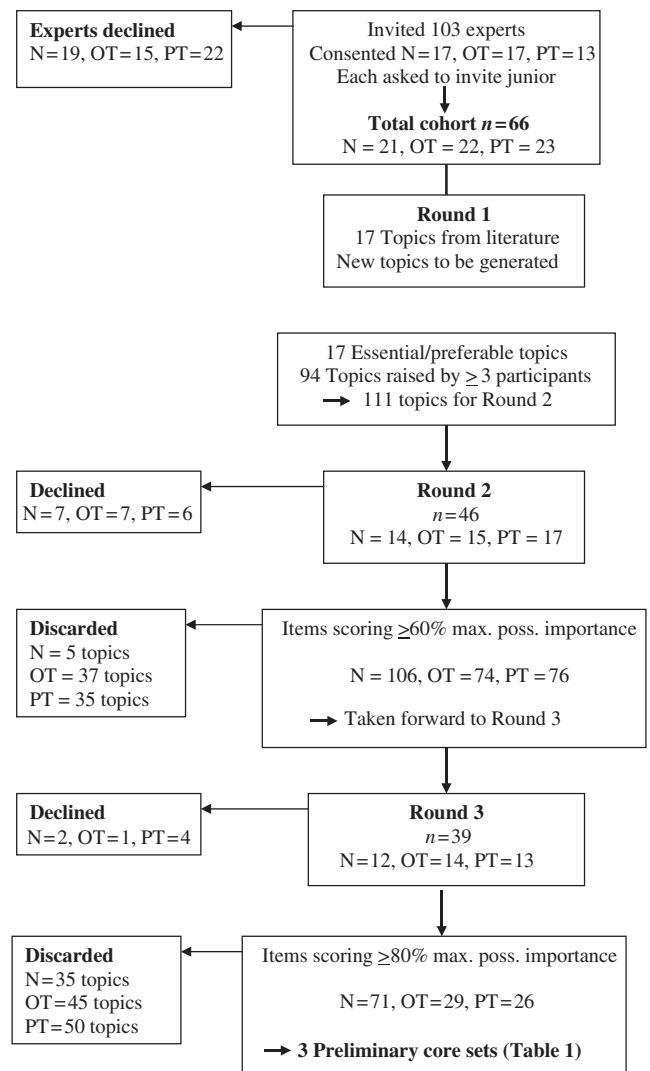 Experts declined
N=19, OT=15, PT=22
Invited 103 experts
Consented N=17, OT=17, PT=13
Each asked to invite junior
Total cohort n=66
N = 21, OT = 22, PT = 23
Round 1
17 Topics from literature
New topics to be generated
17 Essential/preferable topics
94 Topics raised by ≥ 3 participants
→ 111 topics for Round 2
Declined
N=7, OT=7, PT=6
Round 2
n=46
N = 14, OT = 15, PT = 17
Discarded
N = 5 topics
OT = 37 topics
PT = 35 topics
Items scoring ≥60% max. poss. importance
N = 106, OT = 74, PT = 76
→ Taken forward to Round 3
Declined
N=2, OT=1, PT=4
Round 3
n=39
N=12, OT=14, PT=13
Discarded
N=35 topics
OT=45 topics
PT=50 topics
Items scoring ≥80% max. poss. importance
N=71, OT=29, PT=26
→ 3 Preliminary core sets (Table 1)